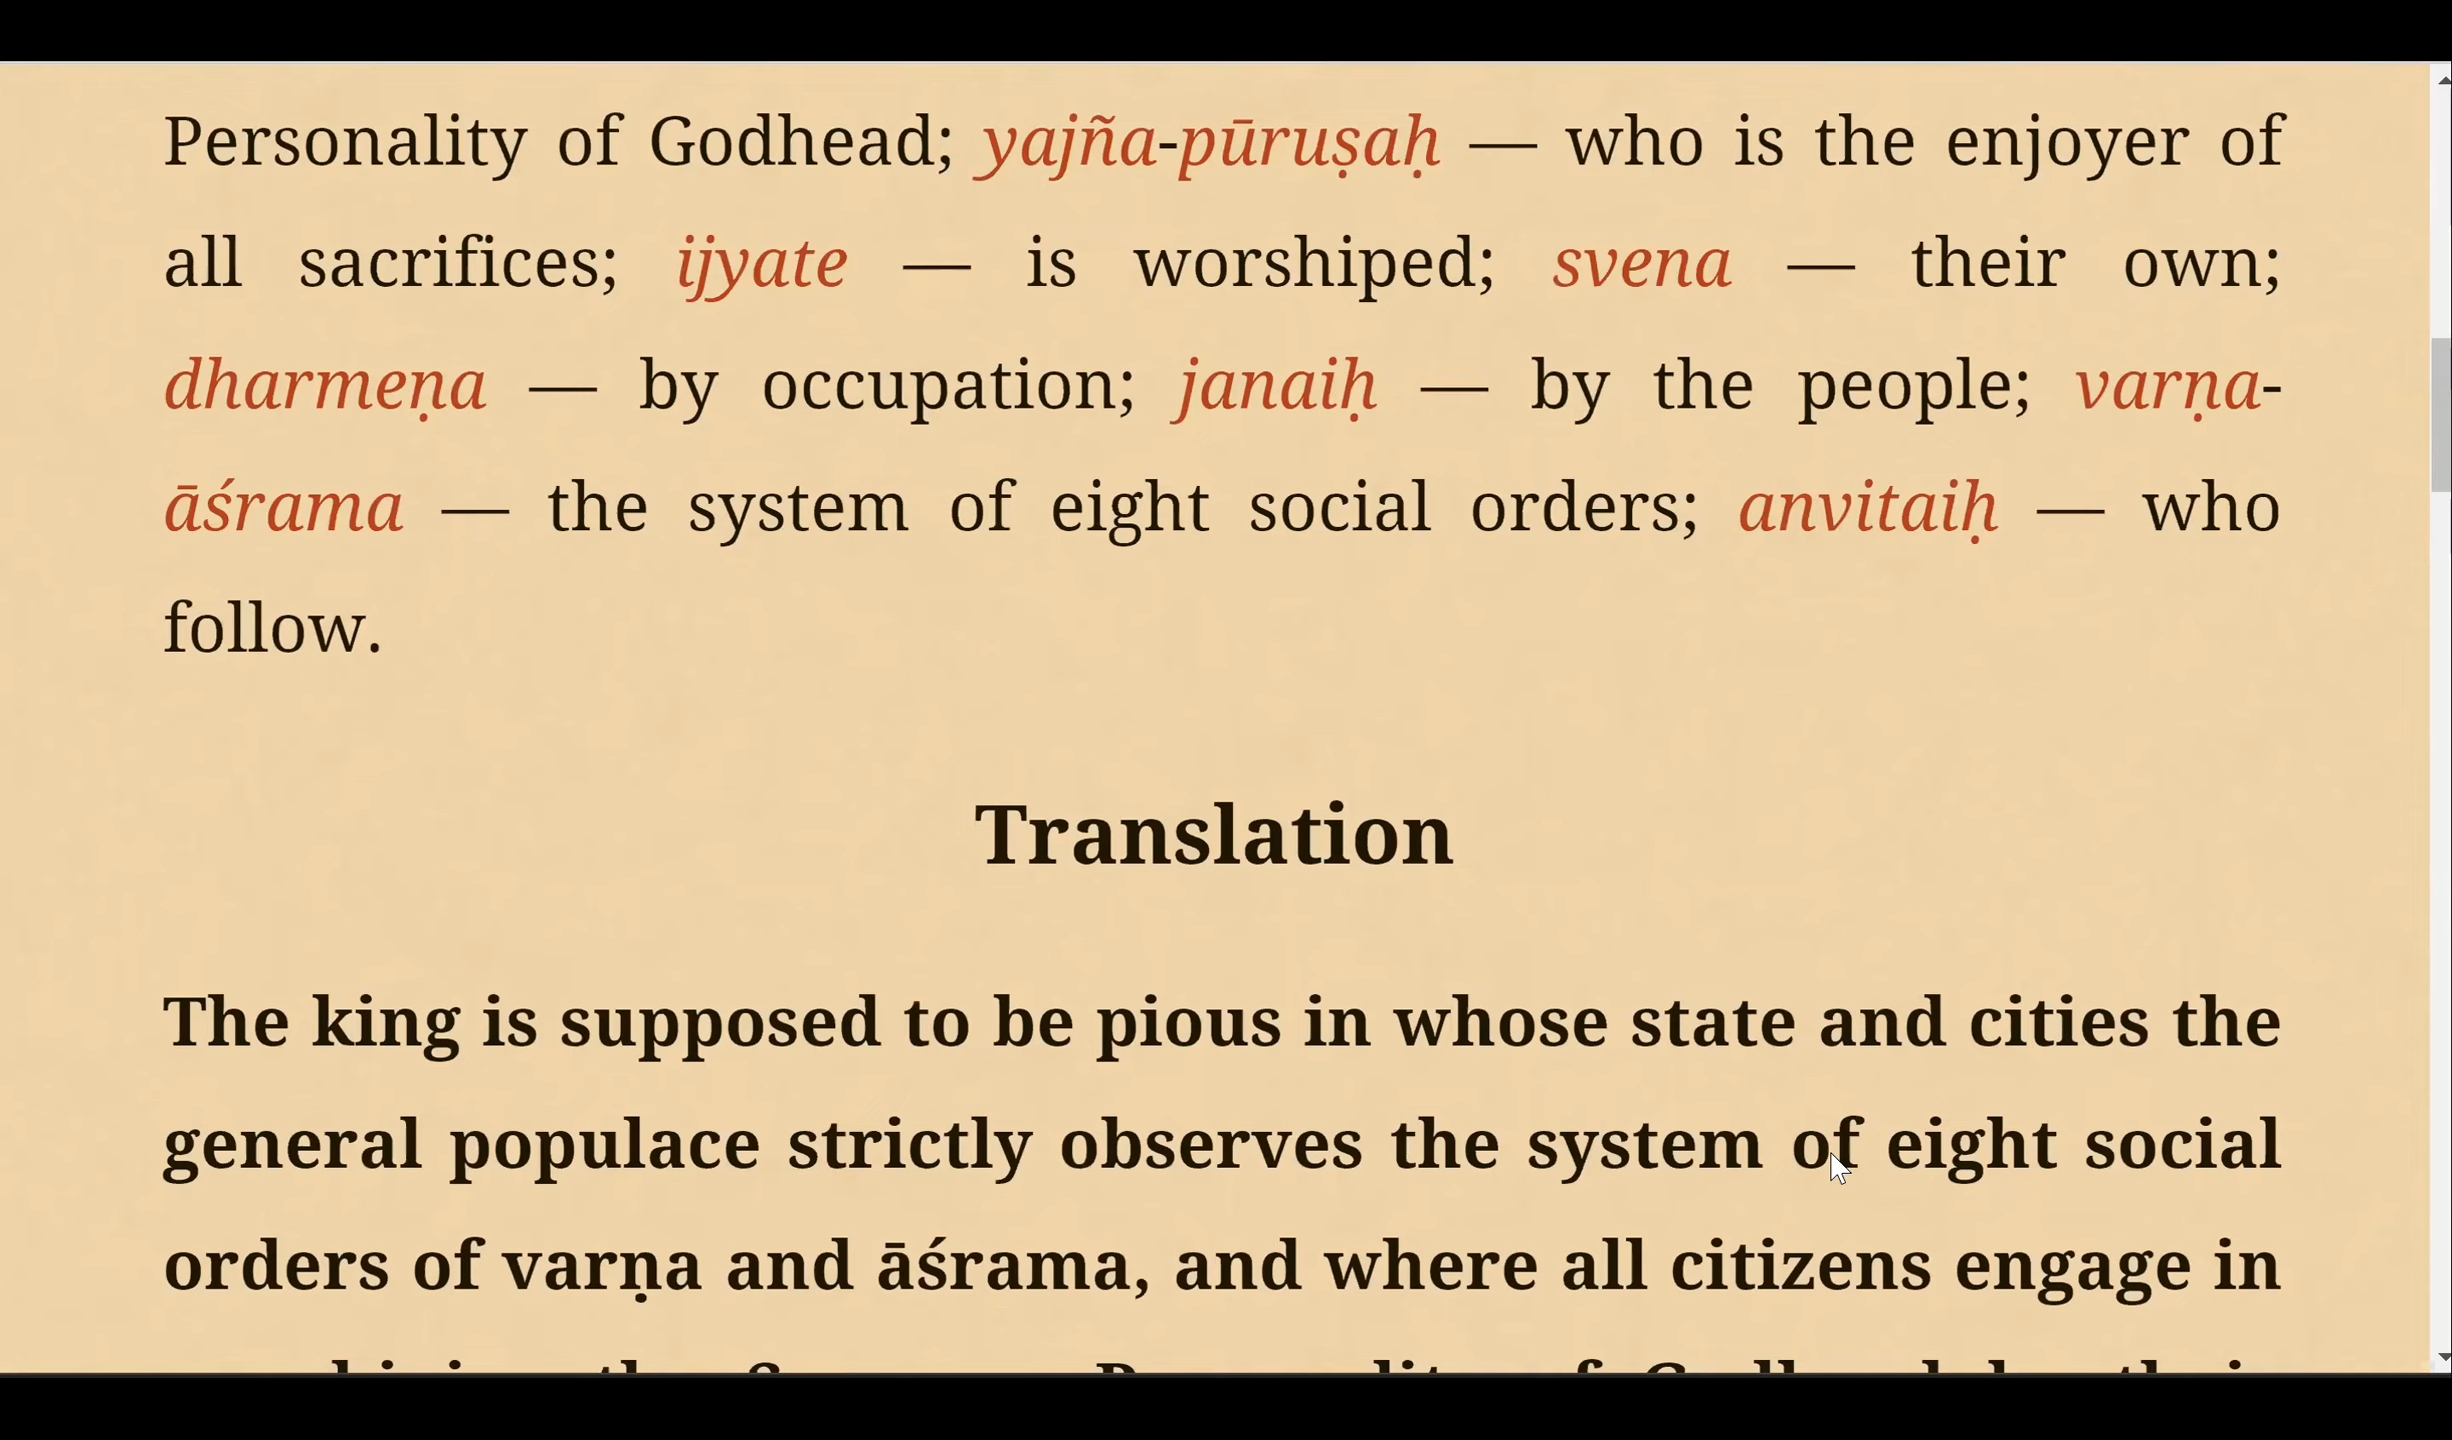 Personality of Godhead; yajña-pūruṣaḥ — who is the enjoyer of
all sacrifices; ijyate — is worshiped; svena — their own;
dharmeṇa — by occupation; janaiḥ — by the people; varṇa-
āśrama — the system of eight social orders; anvitaiḥ — who
follow.
Translation
The king is supposed to be pious in whose state and cities the
general populace strictly observes the system of eight social
orders of varṇa and āśrama, and where all citizens engage in